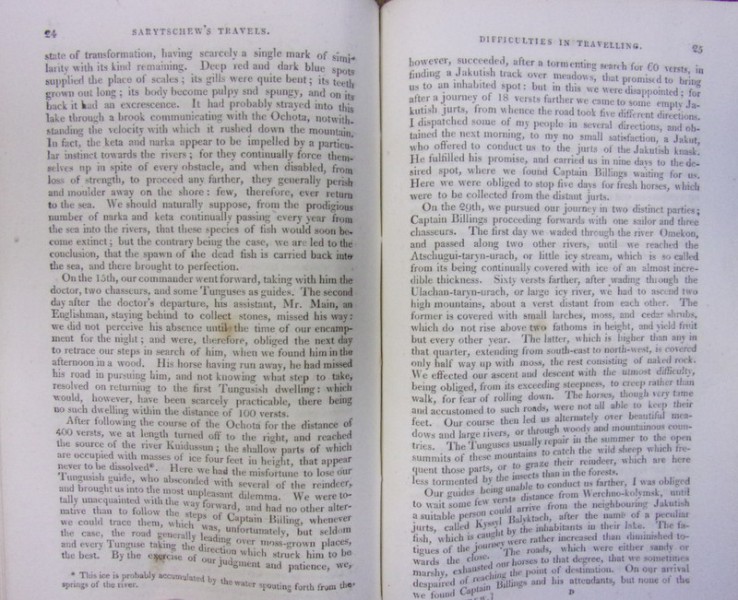 24 SARYTSCHEW'S TRAVELS.
state of transformation, having scarcely a single mark of simi-
larity with its kind remaining. Deep red and dark blue spots
supplied the place of scales; its gills were quite bent; its teeth
grown out long; its body become pulpy and spungy, and on its
back it had an excrescence. It had probably strayed into this
lake through a brook communicating with the Ochota, notwith-
standing the velocity with which it rushed down the mountain.
In fact, the keta and narka appear to be impelled by a particu-
lar instinct towards the rivers; for they continually force them-
selves up in spite of every obstacle, and when disabled, from
loss of strength, to proceed any farther, they generally perish
and moulder away on the shore: few, therefore, ever return
to the sea. We should naturally suppose, from the prodigious
number of narka and keta continually passing every year from
the sea into the rivers, that these species of fish would soon be-
come extinct; but the contrary being the case, we are led to the
conclusion, that the spawn of the dead fish is carried back into
the sea, and there brought to perfection.
On the 15th, our commander went forward, taking with him the
doctor, two chasseurs, and some Tunguses as guides. The second
day after the doctor's departure, his assistant, Mr. Main, an
Englishman, staying behind to collect stones, missed his way:
we did not perceive his absence until the time of our encamp-
ment for the night; and were, therefore, obliged the next day
to retrace our steps in search of him, when we found him in the
afternoon in a wood. His horse having run away, he had missed
his road in pursuing him, and not knowing what step to take,
resolved on returning to the first Tungusish dwelling: which
would, however, have been scarcely practicable, there being
no such dwelling within the distance of 100 versts.
After following the course of the Ochota for the distance of
400 versts, we at length turned off to the right, and reached
the source of the river Kuidussun; the shallow parts of which
are occupied with masses of ice four feet in height, that appear
never to be dissolved*. Here we had the misfortune to lose our
Tungusish guide, who absconded with several of the reindeer,
and brought us into the most unpleasant dilemma. We were to-
tally unacquainted with the way forward, and had no other alter-
native than to follow the steps of Captain Billing, whenever
we could trace them, which was, unfortunately, but seldom
the case, the road generally leading over moss-grown places,
and every Tunguse taking the direction which struck him to be
the best. By the exercise of our judgment and patience, we,
* This ice is probably accumulated by the water spouting forth from the
springs of the river.
DIFFICULTIES IN TRAVELLING. 25
however, succeeded, after a tormenting search for 60 versts, in
finding a Jakutish track over meadows, that promised to bring
us to an inhabited spot: but in this we were disappointed; for
after a journey of 18 versts farther we came to some empty Ja-
kutish jurts, from whence the road took five different directions.
I dispatched some of my people in several directions, and ob-
tained the next morning, to my no small satisfaction, a Jakut,
who offered to conduct us to the jurts of the Jakutish knask.
He fulfilled his promise, and carried us in nine days to the de-
sired spot, where we found Captain Billings waiting for us.
Here we were obliged to stop five days for fresh horses, which
were to be collected from the distant jurts.
On the 29th, we pursued our journey in two distinct parties;
Captain Billings proceeding forwards with one sailor and three
chasseurs. The first day we waded through the river Omekon,
and passed along two other rivers, until we reached the
Atschugui-taryn-urach, or little icy stream, which is so called
from its being continually covered with ice of an almost incre-
dible thickness. Sixty versts farther, after wading through the
Ulachan-taryn-urach, or large icy river, we had to ascend two
high mountains, about a verst distant from each other. The
former is covered with small larches, moss, and cedar shrubs,
which do not rise above two fathoms in height, and yield fruit
but every other year. The latter, which is higher than any in
that quarter, extending from south-east to north-west, is covered
only half way up with moss, the rest consisting of naked rock.
We effected our ascent and descent with the utmost difficulty,
being obliged, from its exceeding steepness, to creep rather than
walk, for fear of rolling down. The horses, though very tame
and accustomed to such roads, were not all able to keep their
feet. Our course then led us alternately over beautiful mea-
dows and large rivers, or through woody and mountainous coun-
tries. The Tunguses usually repair in the summer to the open
summits of these mountains to catch the wild sheep which fre-
quent those parts, or to graze their reindeer, which are here
less tormented by the insects than in the forests.
Our guides being unable to conduct us farther, I was obliged
to wait some few versts distance from Werchno-kolymsk, until
a suitable person could arrive from the neighbouring Jakutish
jurts, called Kyssyl Balyktach, after the name of a peculiar
fish, which is caught by the inhabitants in their lake. The fa-
tigues of the journey were rather increased than diminished to-
wards the close. The roads, which were either sandy or
marshy, exhausted our horses to that degree, that we sometimes
despaired of reaching the point of destination. On our arrival
we found Captain Billings and his attendants, but none of the
D